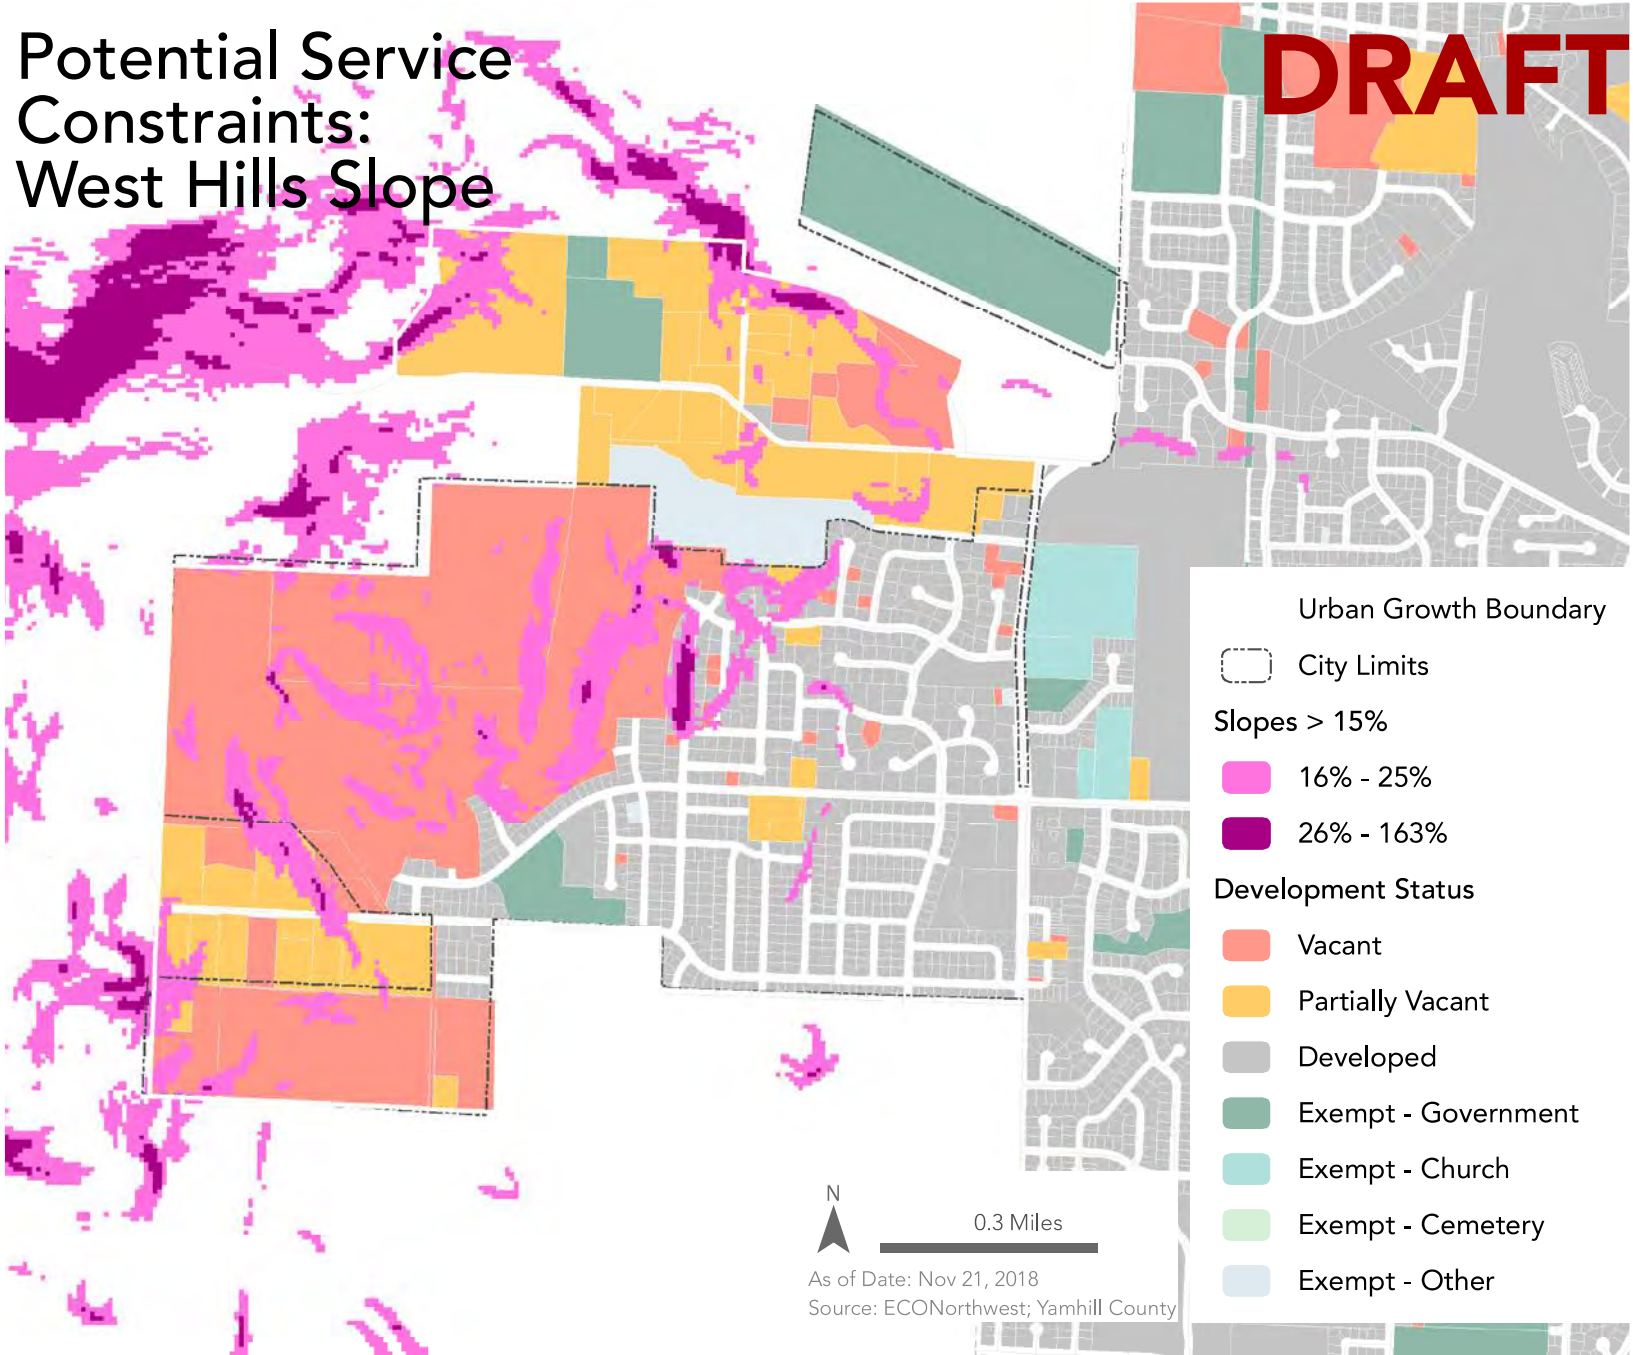 Potential Service
Constraints:
West Hills Slope
DRAFT
Urban Growth Boundary
City Limits
Slopes > 15%
16% - 25%
26% - 163%
Development Status
Vacant
Partially Vacant
Developed
Exempt - Government
Exempt - Church
Exempt - Cemetery
Exempt - Other
N
0.3 Miles
As of Date: Nov 21, 2018
Source: ECONorthwest; Yamhill County